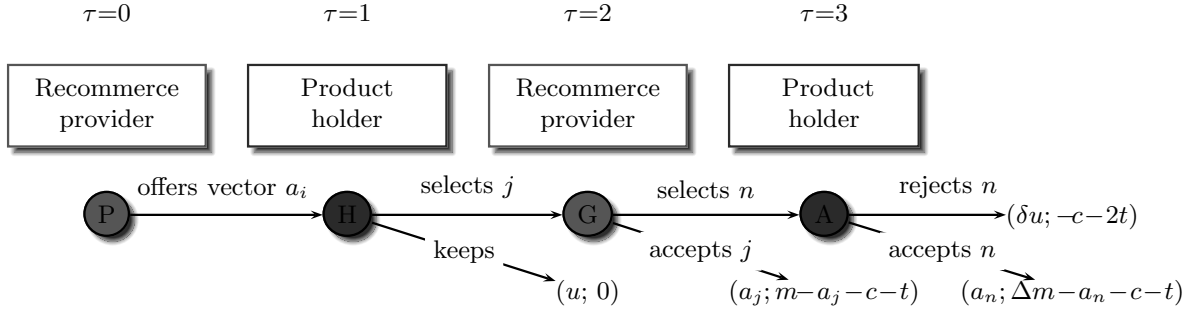 τ=0 τ=1 τ=2 τ=3
Recommerce provider
Product holder
Recommerce provider
Product holder
P offers vector a_i H selects j G selects n A rejects n (δu; −c−2t)
keeps accepts j accepts n
(u; 0) (a_j; m−a_j−c−t) (a_n; Δm−a_n−c−t)